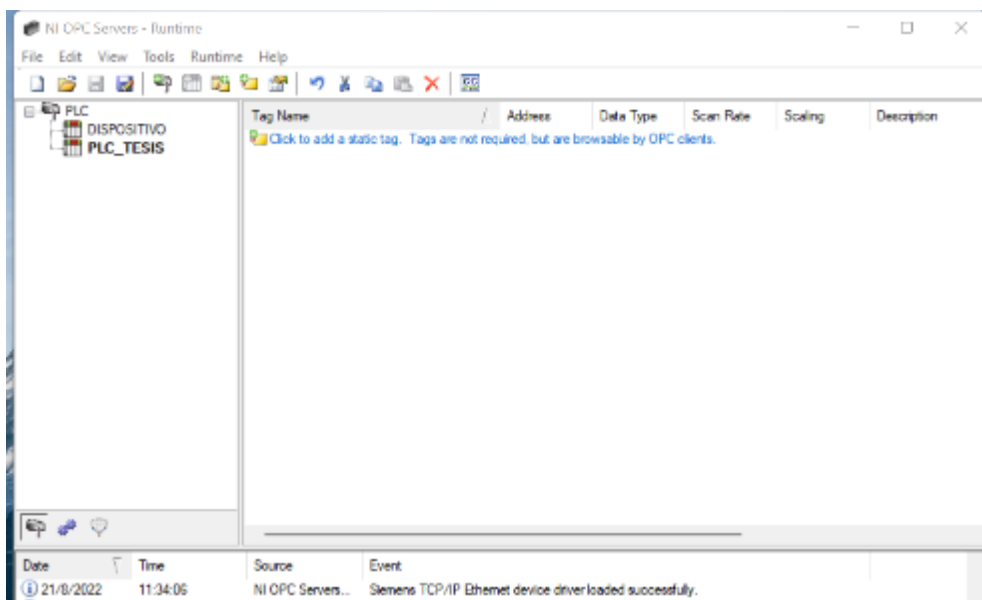 NI OPC Servers - Runtime
File Edit View Tools Runtime Help
PLC
DISPOSITIVO
PLC_TESIS
Tag Name / Address Data Type Scan Rate Scaling Description
Click to add a static tag. Tags are not required, but are browsable by OPC clients.
Date Time Source Event
21/8/2022 11:34:06 NI OPC Servers... Siemens TCP/IP Ethernet device driver loaded successfully.